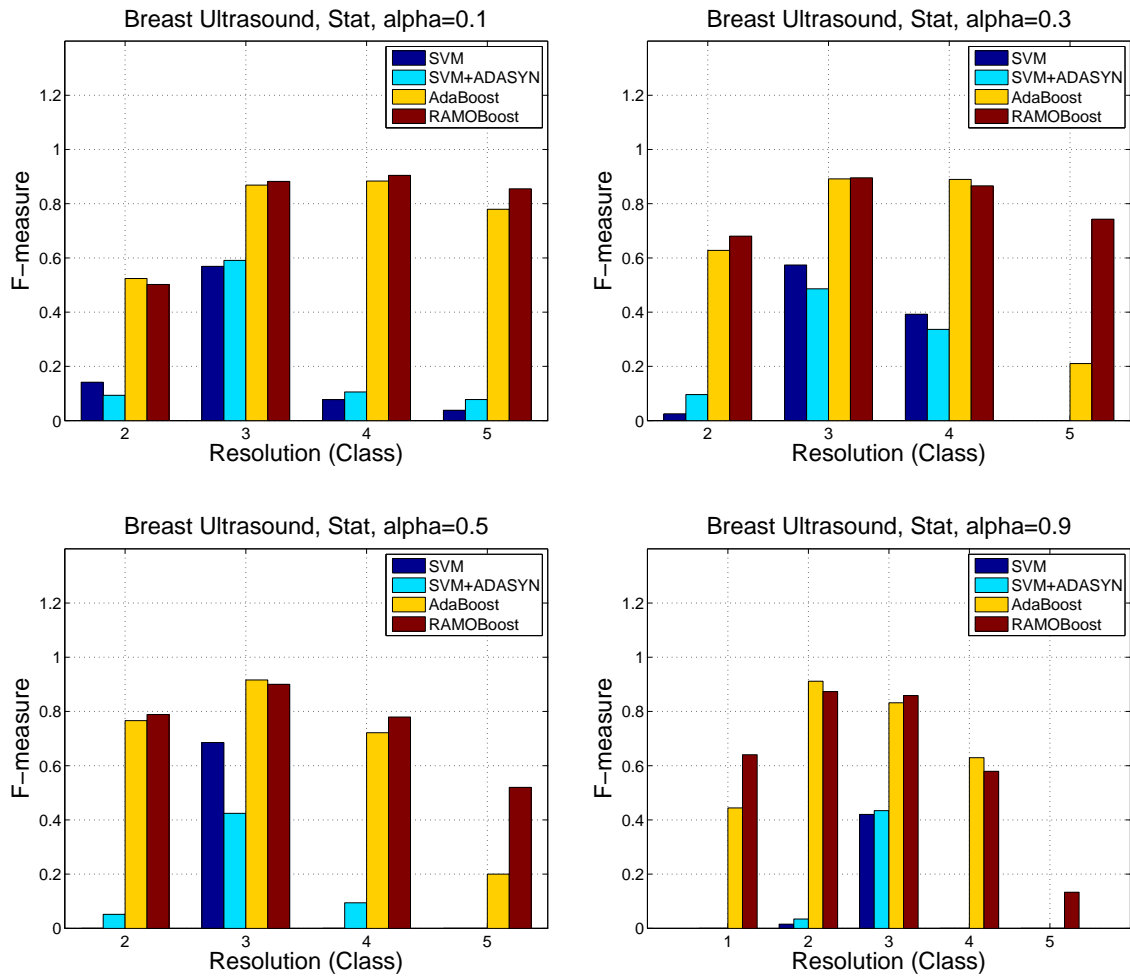 Breast Ultrasound, Stat, alpha=0.1
SVM
SVM+ADASYN
AdaBoost
RAMOBoost
1.2
1
0.8
0.6
0.4
0.2
0
F-measure
2 3 4 5
Resolution (Class)
Breast Ultrasound, Stat, alpha=0.3
SVM
SVM+ADASYN
AdaBoost
RAMOBoost
1.2
1
0.8
0.6
0.4
0.2
0
F-measure
2 3 4 5
Resolution (Class)
Breast Ultrasound, Stat, alpha=0.5
SVM
SVM+ADASYN
AdaBoost
RAMOBoost
1.2
1
0.8
0.6
0.4
0.2
0
F-measure
2 3 4 5
Resolution (Class)
Breast Ultrasound, Stat, alpha=0.9
SVM
SVM+ADASYN
AdaBoost
RAMOBoost
1.2
1
0.8
0.6
0.4
0.2
0
F-measure
1 2 3 4 5
Resolution (Class)